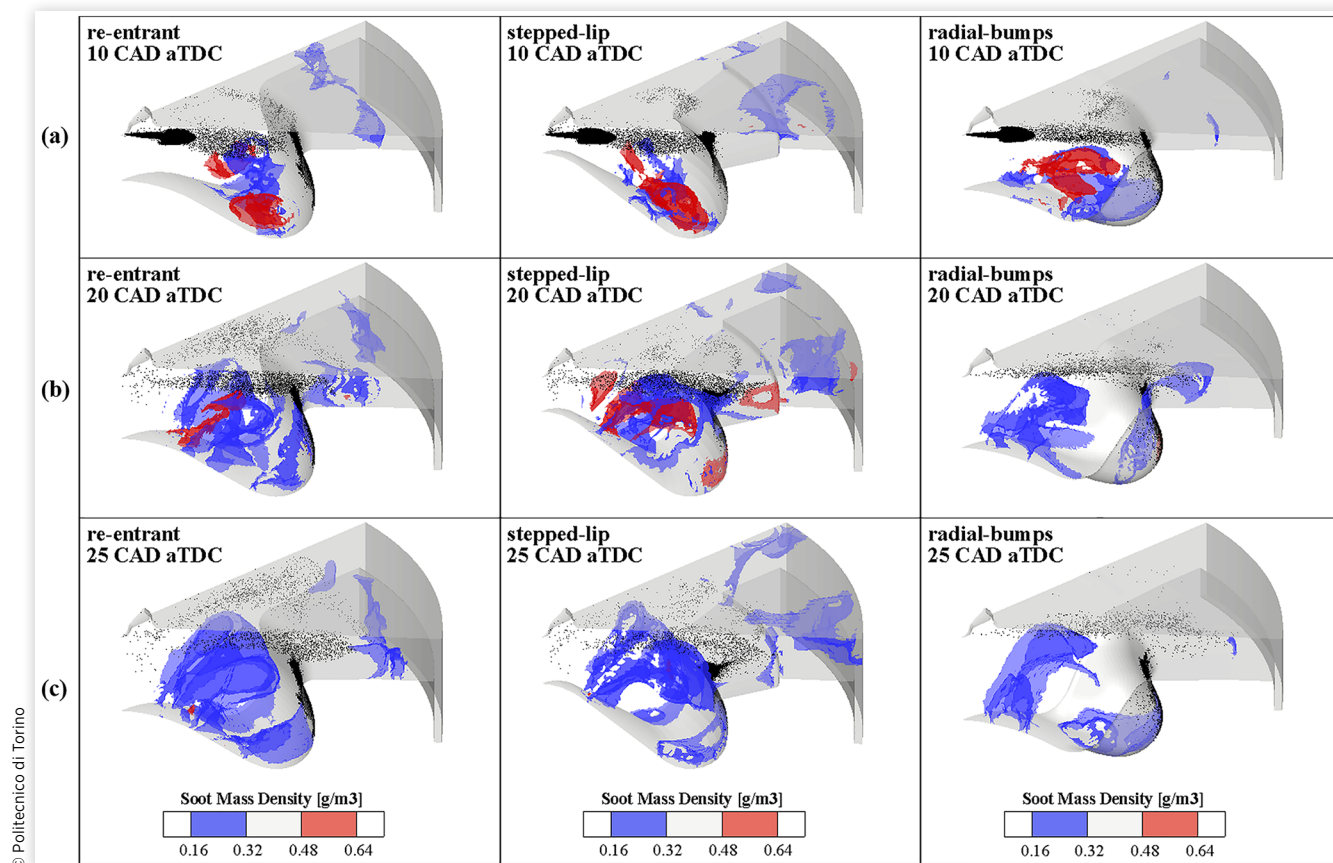 re-entrant
10 CAD aTDC
stepped-lip
10 CAD aTDC
radial-bumps
10 CAD aTDC
(a)
re-entrant
20 CAD aTDC
stepped-lip
20 CAD aTDC
radial-bumps
20 CAD aTDC
(b)
re-entrant
25 CAD aTDC
stepped-lip
25 CAD aTDC
radial-bumps
25 CAD aTDC
(c)
Soot Mass Density [g/m3]
0.16 0.32 0.48 0.64
Soot Mass Density [g/m3]
0.16 0.32 0.48 0.64
Soot Mass Density [g/m3]
0.16 0.32 0.48 0.64
© Politecnico di Torino